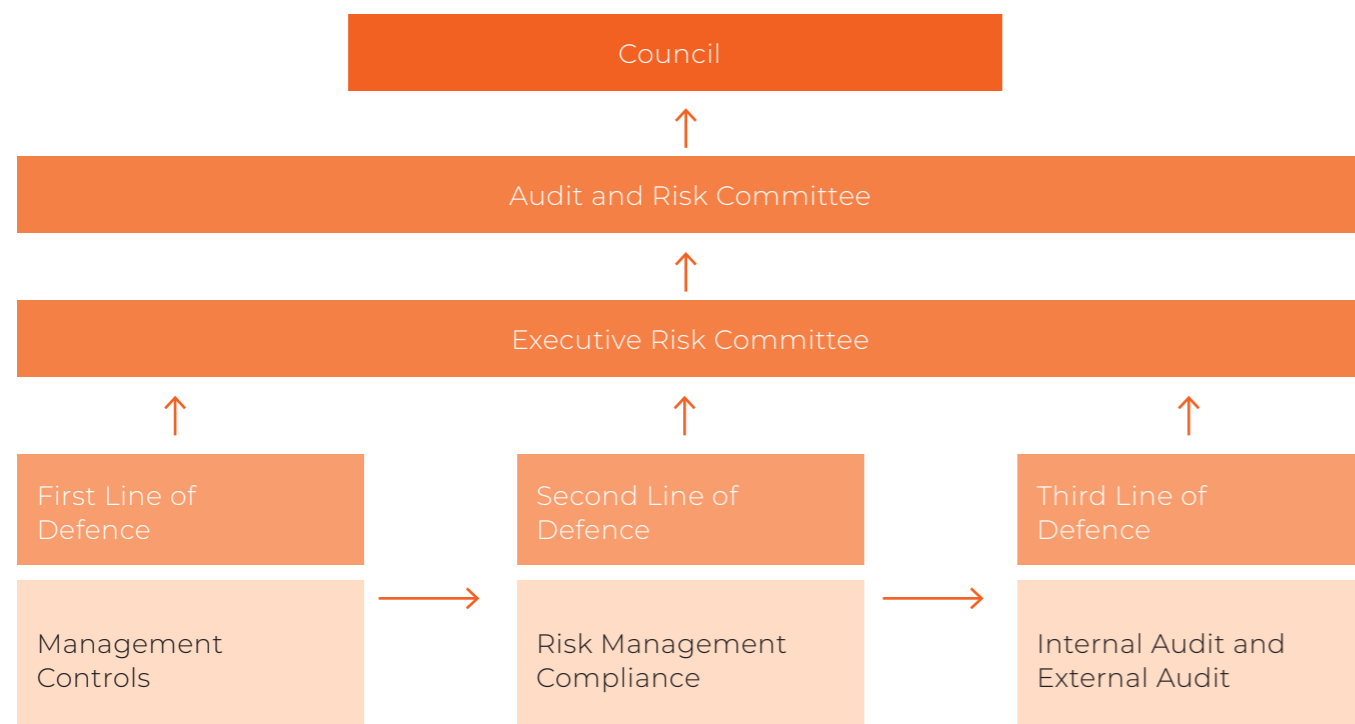 Council
Audit and Risk Committee
Executive Risk Committee
First Line of
Defence
Second Line of
Defence
Third Line of
Defence
Management
Controls
Risk Management
Compliance
Internal Audit and
External Audit